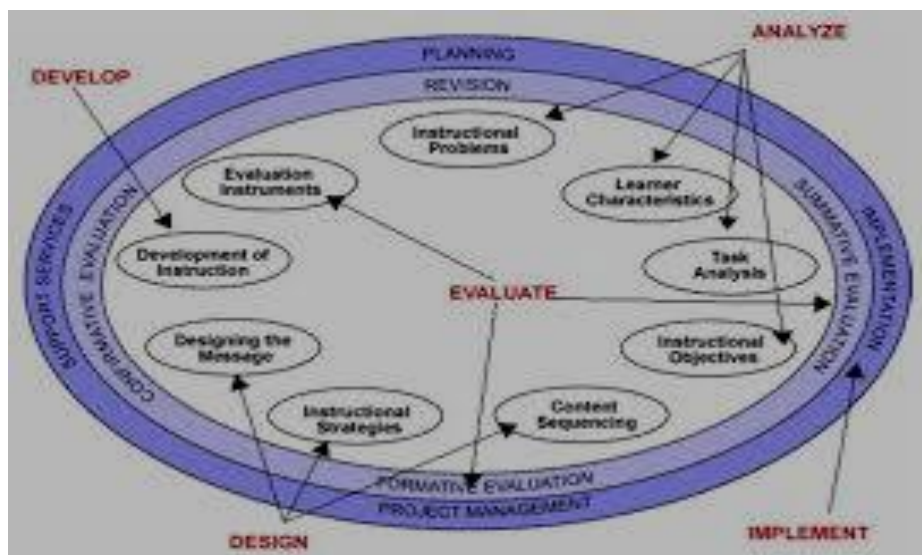 ANALYZE
PLANNING
DEVELOP
REVISION
Instructional
Problems
Evaluation
Instruments
Learner
Characteristics
SUPPORT SERVICES
CONFIRMATIVE EVALUATION
SUMMATIVE EVALUATION
IMPLEMENTATION
Development of
Instruction
Task
Analysis
EVALUATE
Designing the
Message
Instructional
Objectives
Instructional
Strategies
Content
Sequencing
FORMATIVE EVALUATION
PROJECT MANAGEMENT
DESIGN
IMPLEMENT